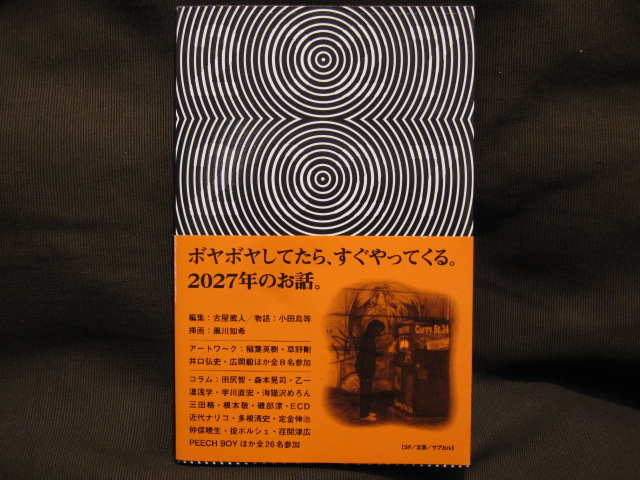 ボヤボヤしてたら、すぐやってくる。
2027年のお話。
編集：古屋蔵人／物語：小田島等
挿画：黒川知希
アートワーク：稲葉英樹・草野剛
井口弘史・広岡毅ほか全8名参加
コラム：田尻智・森本晃司・乙一
湯浅学・宇川直宏・海猫沢めろん
三田格・根本敬・磯部涼・ECD
近代ナリコ・多根清史・定金伸治
仲俣暁生・掟ポルシェ・荏開津広
PEECH BOY ほか全26名参加
Curry St.24
【SF／文芸／サブカル】